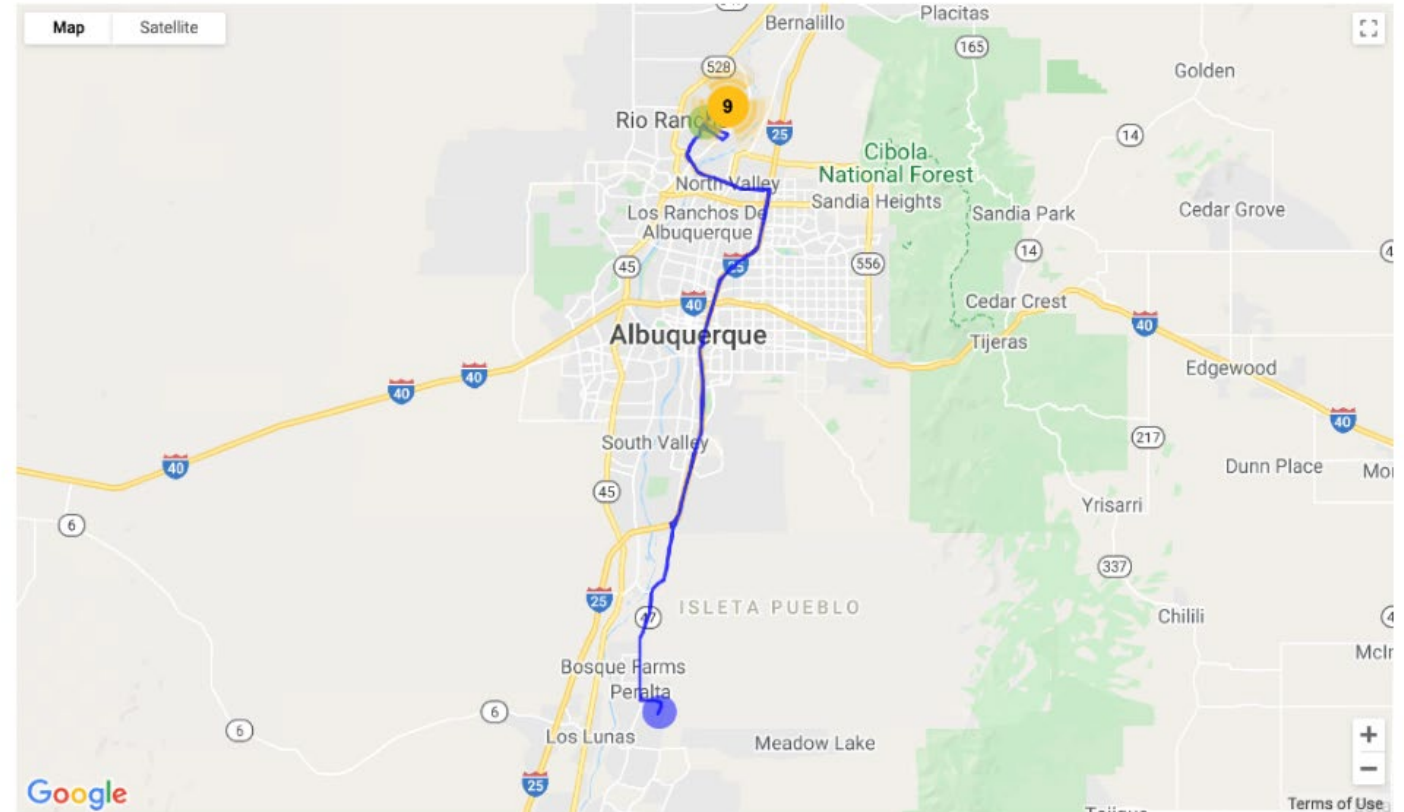 Map
Satellite
Bernalillo
Placitas
165
528
Golden
9
Rio Ranc
25
14
Cibola
National Forest
North Valley
Sandia Heights
Cedar Grove
Los Ranchos De
Albuquerque
Sandia Park
14
45
25
556
40
Cedar Crest
40
Albuquerque
Tijeras
Edgewood
40
40
40
South Valley
217
40
Dunn Place
45
Yrisarri
6
337
25
ISLETA PUEBLO
47
Chilili
Bosque Farms
Peralta
6
6
Los Lunas
Meadow Lake
25
Google
Terms of Use